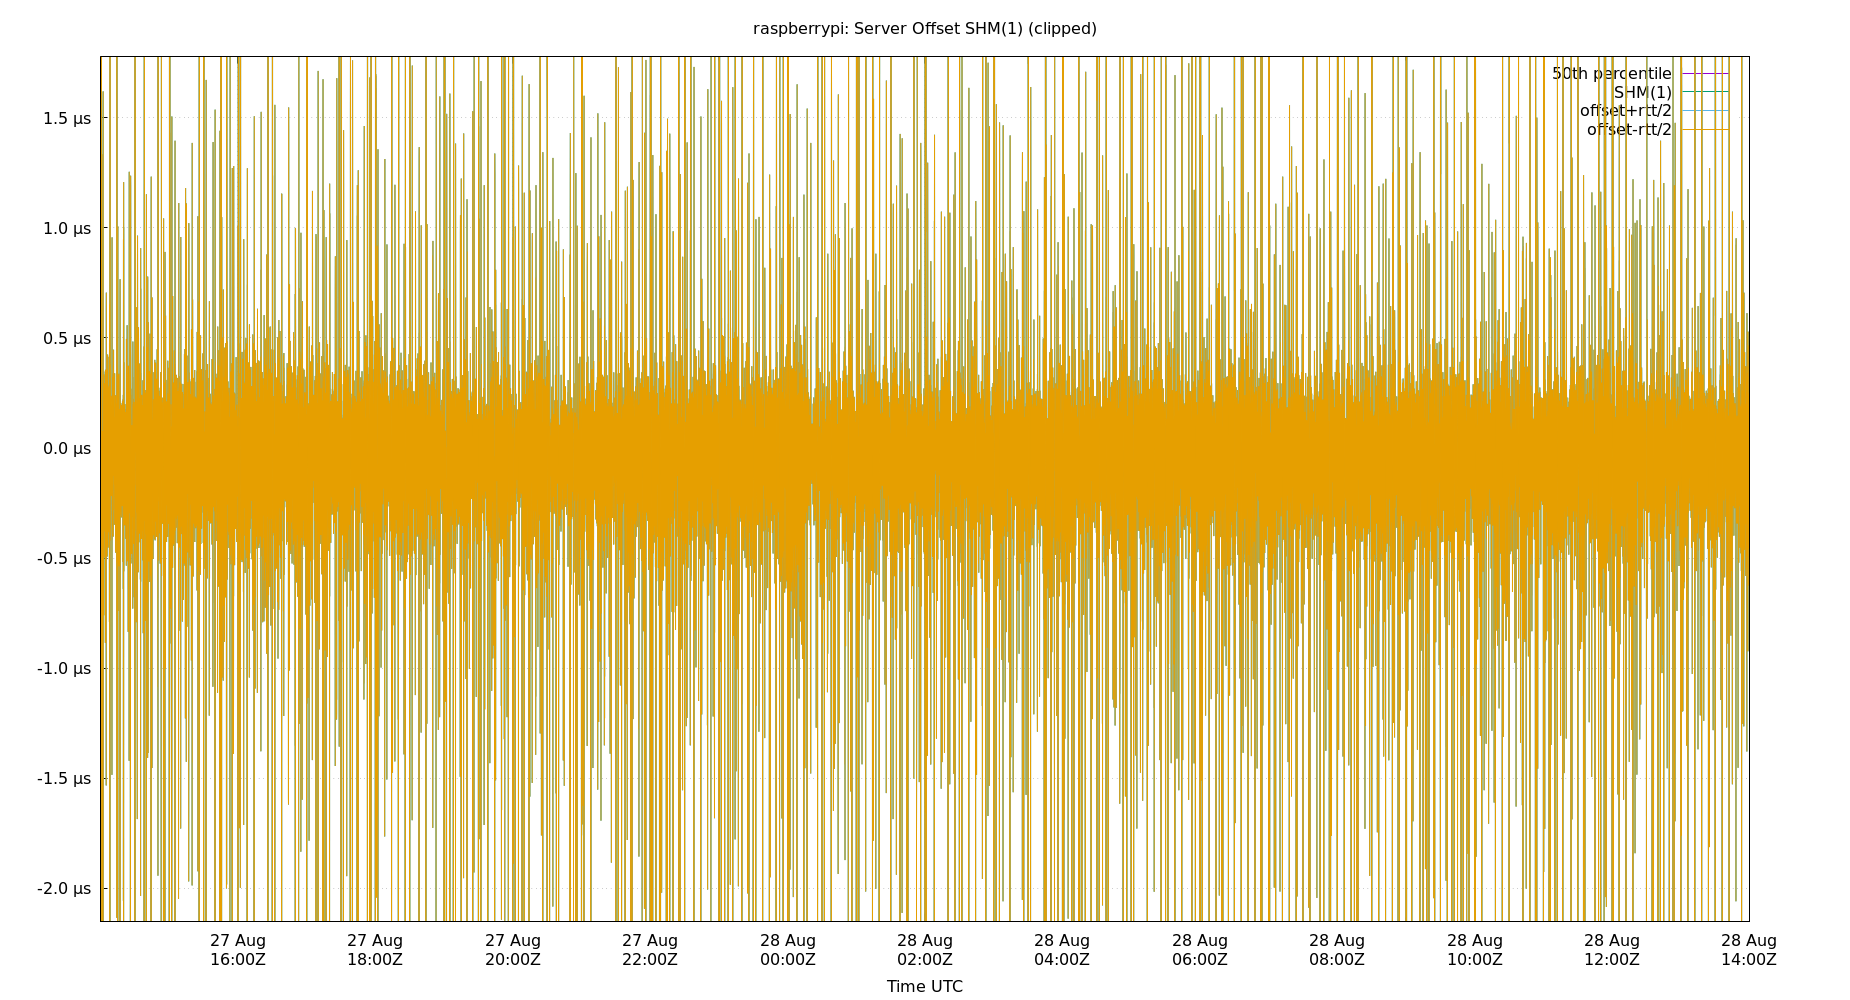 raspberrypi: Server Offset SHM(1) (clipped)
50th percentile
SHM(1)
offset+rtt/2
offset-rtt/2
1.5 µs
1.0 µs
0.5 µs
0.0 µs
-0.5 µs
-1.0 µs
-1.5 µs
-2.0 µs
27 Aug 27 Aug 27 Aug 27 Aug 28 Aug 28 Aug 28 Aug 28 Aug 28 Aug 28 Aug 28 Aug 28 Aug
16:00Z 18:00Z 20:00Z 22:00Z 00:00Z 02:00Z 04:00Z 06:00Z 08:00Z 10:00Z 12:00Z 14:00Z
Time UTC